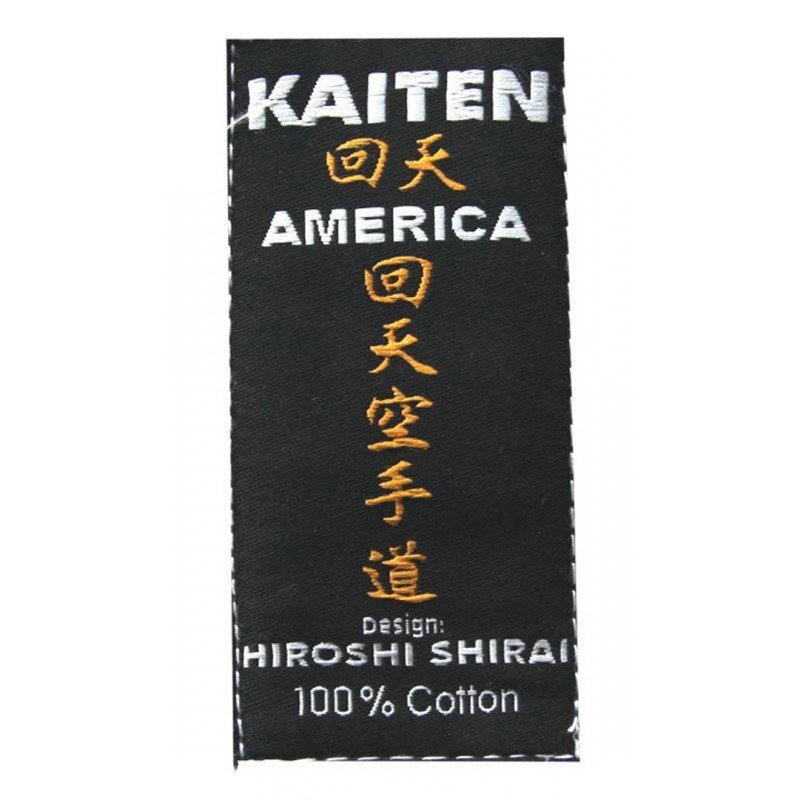 KAITEN
回天
AMERICA
回天空手道
Design:
HIROSHI SHIRAI
100% Cotton